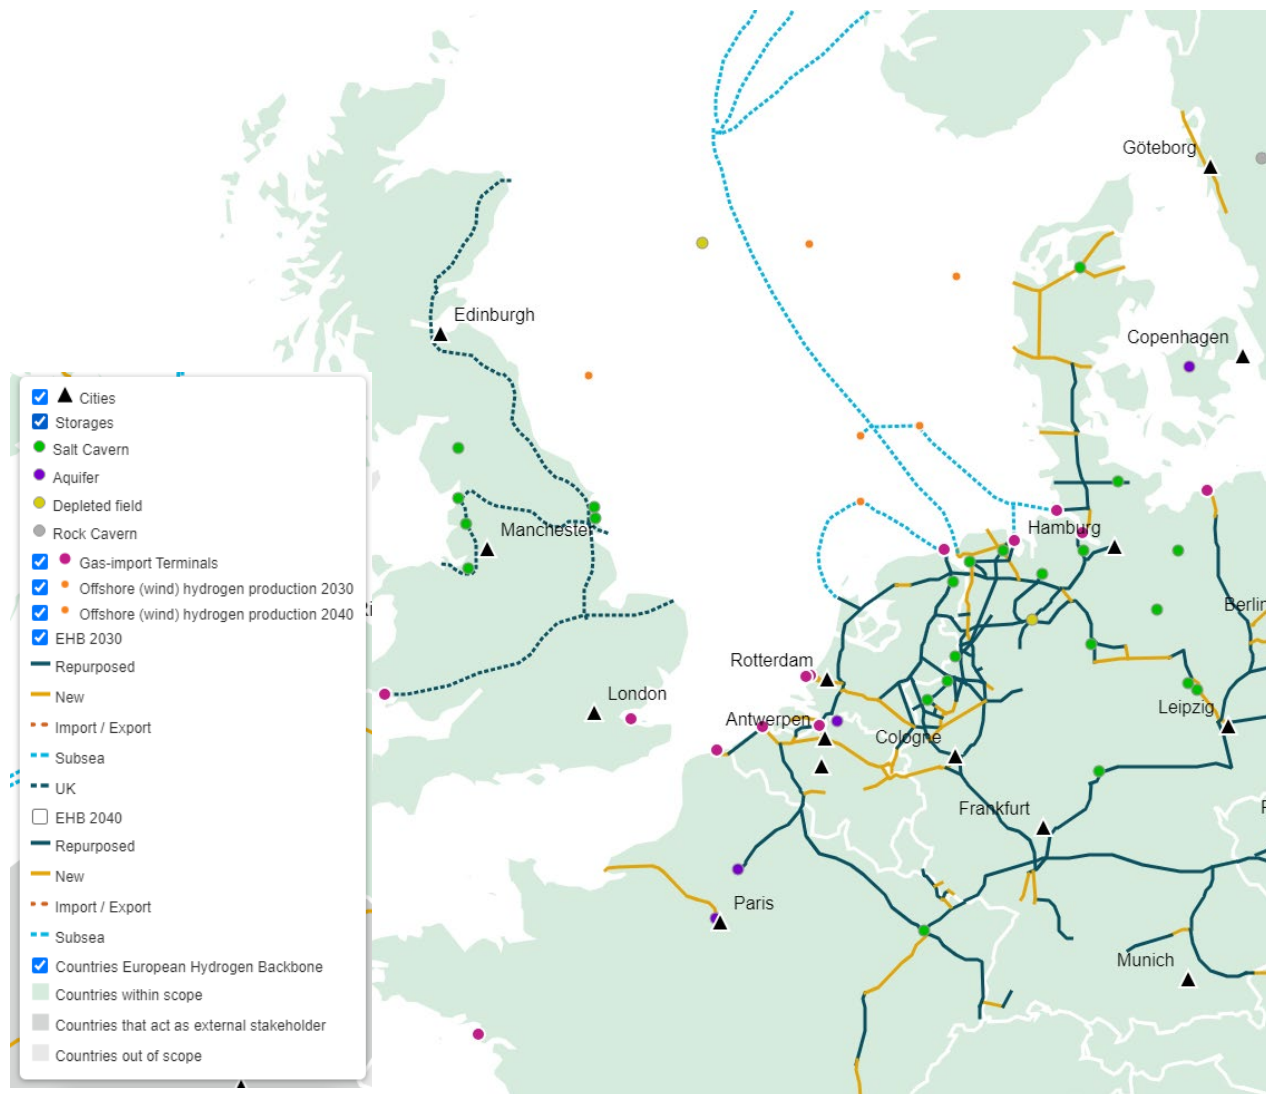 Göteborg
Edinburgh
Copenhagen
Cities
Storages
Salt Cavern
Aquifer
Depleted field
Rock Cavern
Gas-import Terminals
Offshore (wind) hydrogen production 2030
Offshore (wind) hydrogen production 2040
EHB 2030
Repurposed
New
Import / Export
Subsea
UK
EHB 2040
Repurposed
New
Import / Export
Subsea
Countries European Hydrogen Backbone
Countries within scope
Countries that act as external stakeholder
Countries out of scope
Manchester
Hamburg
Berlin
Rotterdam
London
Antwerpen
Leipzig
Cologne
Frankfurt
Paris
Munich